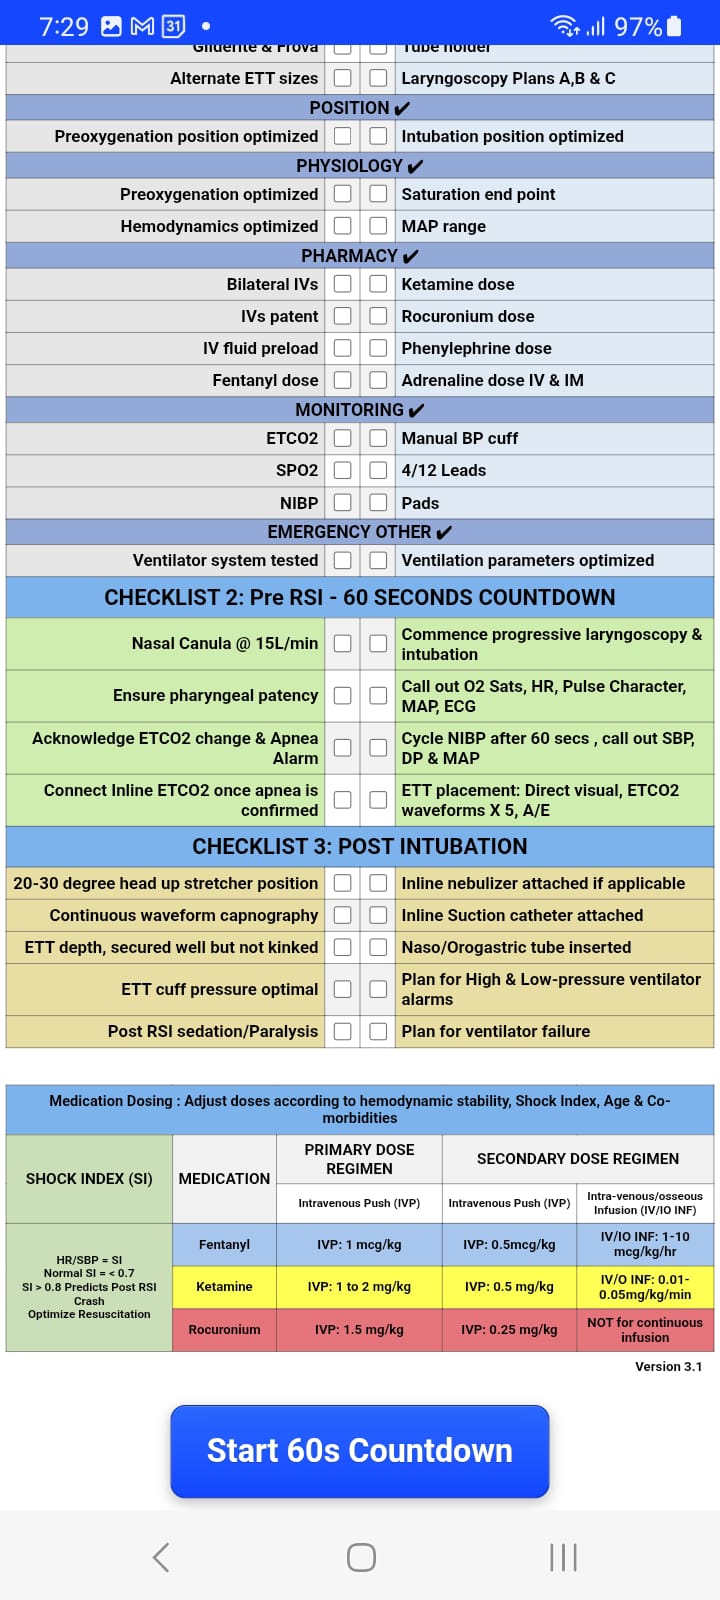 7:29 31 97%
Gliderite & Frova Tube holder
Alternate ETT sizes Laryngoscopy Plans A,B & C
POSITION ✔
Preoxygenation position optimized Intubation position optimized
PHYSIOLOGY ✔
Preoxygenation optimized Saturation end point
Hemodynamics optimized MAP range
PHARMACY ✔
Bilateral IVs Ketamine dose
IVs patent Rocuronium dose
IV fluid preload Phenylephrine dose
Fentanyl dose Adrenaline dose IV & IM
MONITORING ✔
ETCO2 Manual BP cuff
SPO2 4/12 Leads
NIBP Pads
EMERGENCY OTHER ✔
Ventilator system tested Ventilation parameters optimized
CHECKLIST 2: Pre RSI - 60 SECONDS COUNTDOWN
Nasal Canula @ 15L/min
Commence progressive laryngoscopy &
intubation
Ensure pharyngeal patency
Call out O2 Sats, HR, Pulse Character,
MAP, ECG
Acknowledge ETCO2 change & Apnea
Alarm
Cycle NIBP after 60 secs , call out SBP,
DP & MAP
Connect Inline ETCO2 once apnea is
confirmed
ETT placement: Direct visual, ETCO2
waveforms X 5, A/E
CHECKLIST 3: POST INTUBATION
20-30 degree head up stretcher position Inline nebulizer attached if applicable
Continuous waveform capnography Inline Suction catheter attached
ETT depth, secured well but not kinked Naso/Orogastric tube inserted
ETT cuff pressure optimal
Plan for High & Low-pressure ventilator
alarms
Post RSI sedation/Paralysis Plan for ventilator failure
Medication Dosing : Adjust doses according to hemodynamic stability, Shock Index, Age & Co-
morbidities
SHOCK INDEX (SI)
MEDICATION
PRIMARY DOSE
REGIMEN
SECONDARY DOSE REGIMEN
Intravenous Push (IVP)
Intravenous Push (IVP)
Intra-venous/osseous
Infusion (IV/IO INF)
HR/SBP = SI
Normal SI = < 0.7
SI > 0.8 Predicts Post RSI
Crash
Optimize Resuscitation
Fentanyl
IVP: 1 mcg/kg
IVP: 0.5mcg/kg
IV/IO INF: 1-10
mcg/kg/hr
Ketamine
IVP: 1 to 2 mg/kg
IVP: 0.5 mg/kg
IV/O INF: 0.01-
0.05mg/kg/min
Rocuronium
IVP: 1.5 mg/kg
IVP: 0.25 mg/kg
NOT for continuous
infusion
Version 3.1
Start 60s Countdown